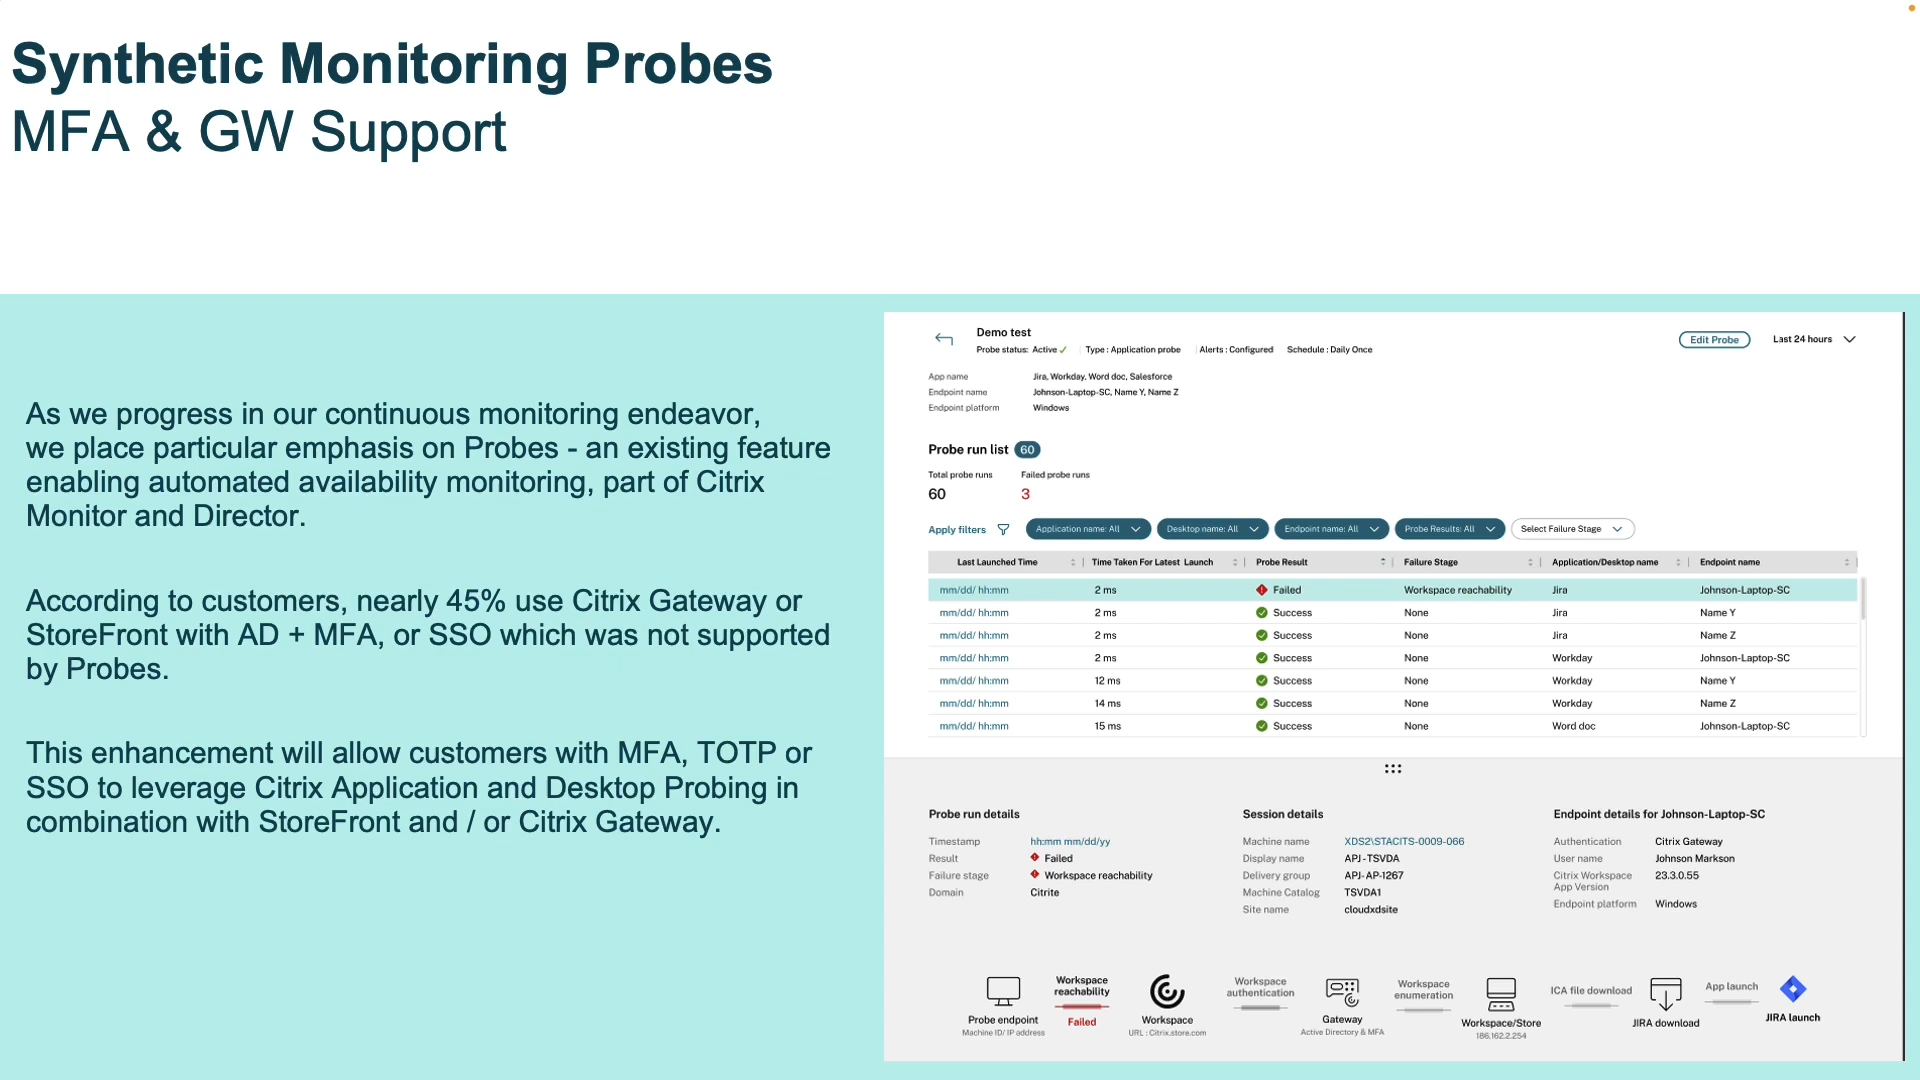 Synthetic Monitoring Probes
MFA & GW Support
As we progress in our continuous monitoring endeavor,
we place particular emphasis on Probes - an existing feature
enabling automated availability monitoring, part of Citrix
Monitor and Director.
According to customers, nearly 45% use Citrix Gateway or
StoreFront with AD + MFA, or SSO which was not supported
by Probes.
This enhancement will allow customers with MFA, TOTP or
SSO to leverage Citrix Application and Desktop Probing in
combination with StoreFront and / or Citrix Gateway.
Demo test
Probe status: Active Type : Application probe Alerts : Configured Schedule : Daily Once
Edit Probe Last 24 hours
App name Jira, Workday, Word doc, Salesforce
Endpoint name Johnson-Laptop-SC, Name Y, Name Z
Endpoint platform Windows
Probe run list 60
Total probe runs Failed probe runs
60 3
Apply filters Application name: All Desktop name: All Endpoint name: All Probe Results: All Select Failure Stage
Last Launched Time Time Taken For Latest Launch Probe Result Failure Stage Application/Desktop name Endpoint name
mm/dd/ hh:mm 2 ms Failed Workspace reachability Jira Johnson-Laptop-SC
mm/dd/ hh:mm 2 ms Success None Jira Name Y
mm/dd/ hh:mm 2 ms Success None Jira Name Z
mm/dd/ hh:mm 2 ms Success None Workday Johnson-Laptop-SC
mm/dd/ hh:mm 12 ms Success None Workday Name Y
mm/dd/ hh:mm 14 ms Success None Workday Name Z
mm/dd/ hh:mm 15 ms Success None Word doc Johnson-Laptop-SC
Probe run details
Timestamp hh:mm mm/dd/yy
Result Failed
Failure stage Workspace reachability
Domain Citrite
Session details
Machine name XDS2\STACITS-0009-066
Display name APJ - TSVDA
Delivery group APJ- AP-1267
Machine Catalog TSVDA1
Site name cloudxdsite
Endpoint details for Johnson-Laptop-SC
Authentication Citrix Gateway
User name Johnson Markson
Citrix Workspace 23.3.0.55
App Version
Endpoint platform Windows
Probe endpoint
Machine ID/ IP address
Workspace
reachability
Failed
Workspace
URL : Citrix.store.com
Workspace
authentication
Gateway
Active Directory & MFA
Workspace
enumeration
Workspace/Store
186.162.2.254
ICA file download
JIRA download
App launch
JIRA launch